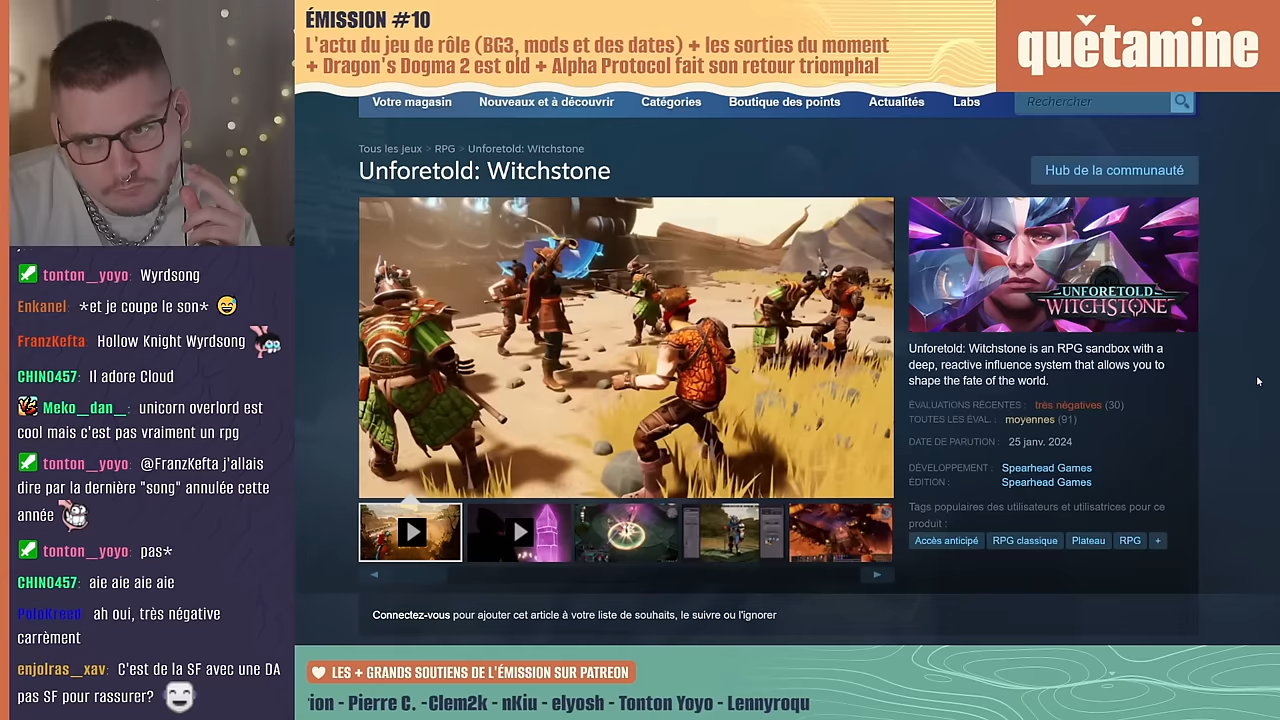 ÉMISSION #10
L'actu du jeu de rôle (BG3, mods et des dates) + les sorties du moment
+ Dragon's Dogma 2 est old + Alpha Protocol fait son retour triomphal
quětamine
Votre magasin Nouveaux et à découvrir Catégories Boutique des points Actualités Labs Rechercher
Tous les jeux > RPG > Unforetold: Witchstone
Unforetold: Witchstone
Hub de la communauté
UNFORETOLD
WITCHSTONE
Unforetold: Witchstone is an RPG sandbox with a
deep, reactive influence system that allows you to
shape the fate of the world.
ÉVALUATIONS RÉCENTES : très négatives (30)
TOUTES LES ÉVAL. : moyennes (91)
DATE DE PARUTION : 25 janv. 2024
DÉVELOPPEMENT : Spearhead Games
ÉDITION : Spearhead Games
Tags populaires des utilisateurs et utilisatrices pour ce
produit :
Accès anticipé RPG classique Plateau RPG +
Connectez-vous pour ajouter cet article à votre liste de souhaits, le suivre ou l'ignorer
tonton_yoyo: Wyrdsong
Enkanel: *et je coupe le son*
FranzKefta: Hollow Knight Wyrdsong
CHINO457: Il adore Cloud
Meko_dan_: unicorn overlord est
cool mais c'est pas vraiment un rpg
tonton_yoyo: @FranzKefta j'allais
dire par la dernière "song" annulée cette
année
tonton_yoyo: pas*
CHINO457: aie aie aie aie
PoloKreed: ah oui, très négative
carrèment
enjolras_xav: C'est de la SF avec une DA
pas SF pour rassurer?
LES + GRANDS SOUTIENS DE L'ÉMISSION SUR PATREON
ion - Pierre C. -Clem2k - nKiu - elyosh - Tonton Yoyo - Lennyroqu